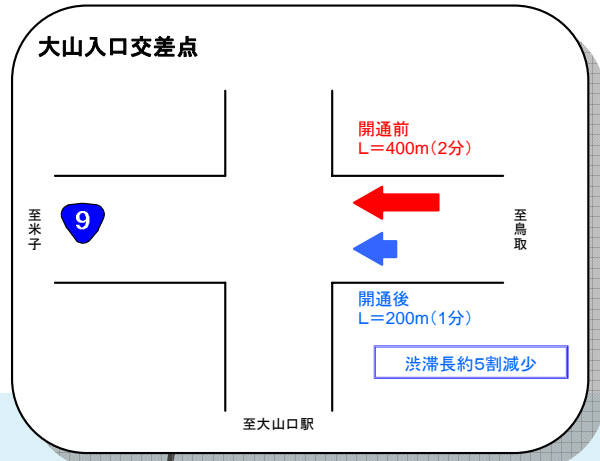 大山入口交差点
開通前
L=400m(2分)
至米子
9
至鳥取
開通後
L=200m(1分)
渋滞長約5割減少
至大山口駅